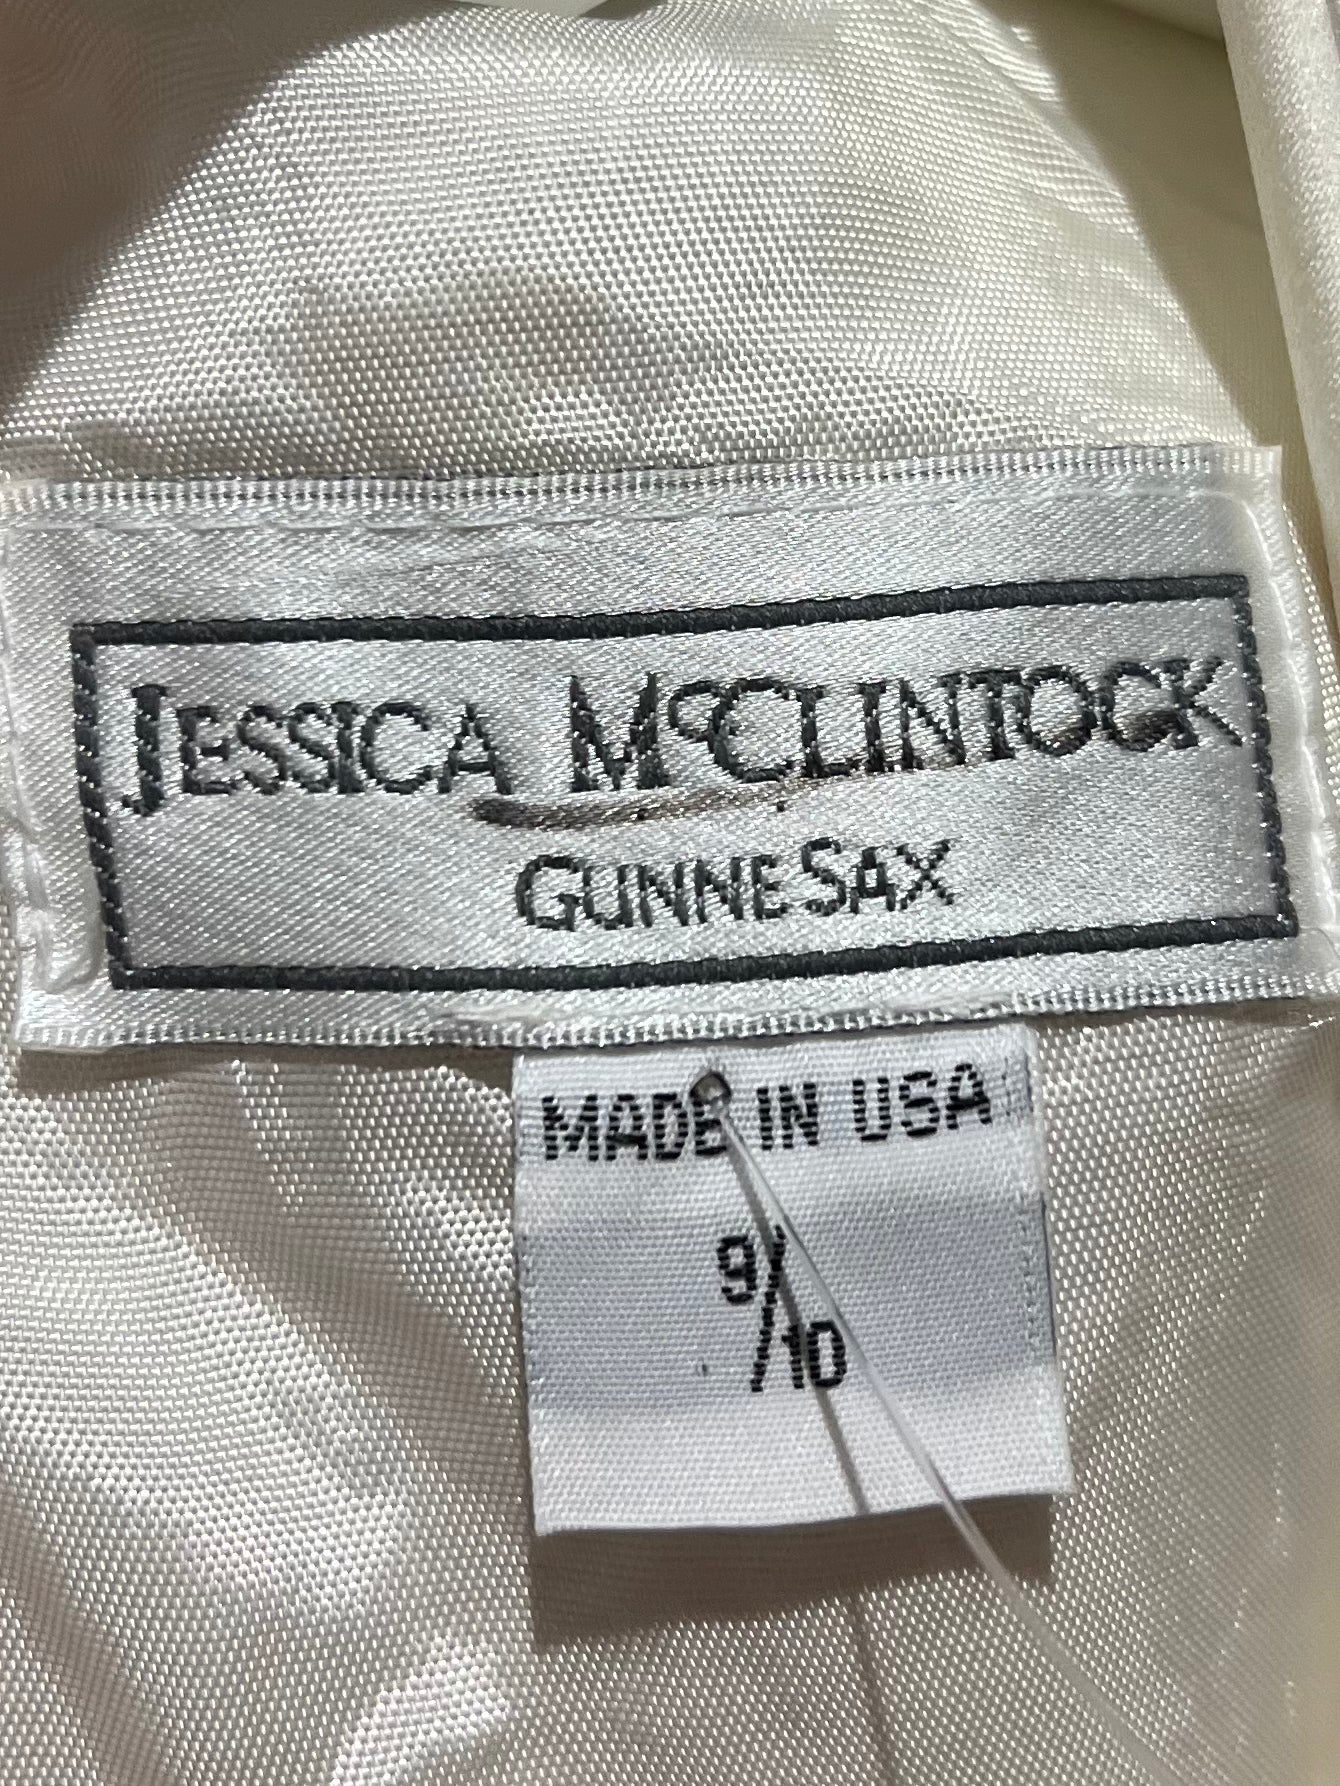 JESSICA MCCLINTOCK
GUNNE SAX
MADE IN USA
9/10